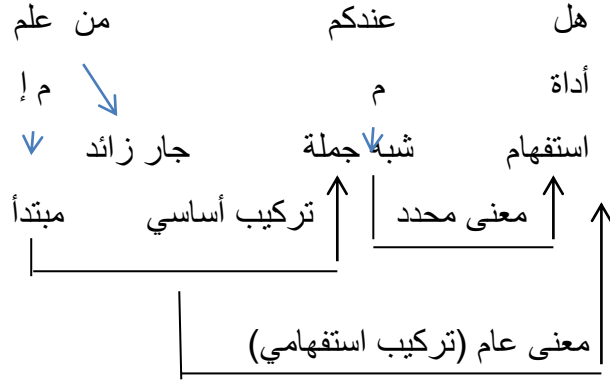 هل عندكم من علم
أداة م م إ
استفهام شبه جملة جار زائد
معنى محدد تركيب أساسي مبتدأ
معنى عام (تركيب استفهامي)